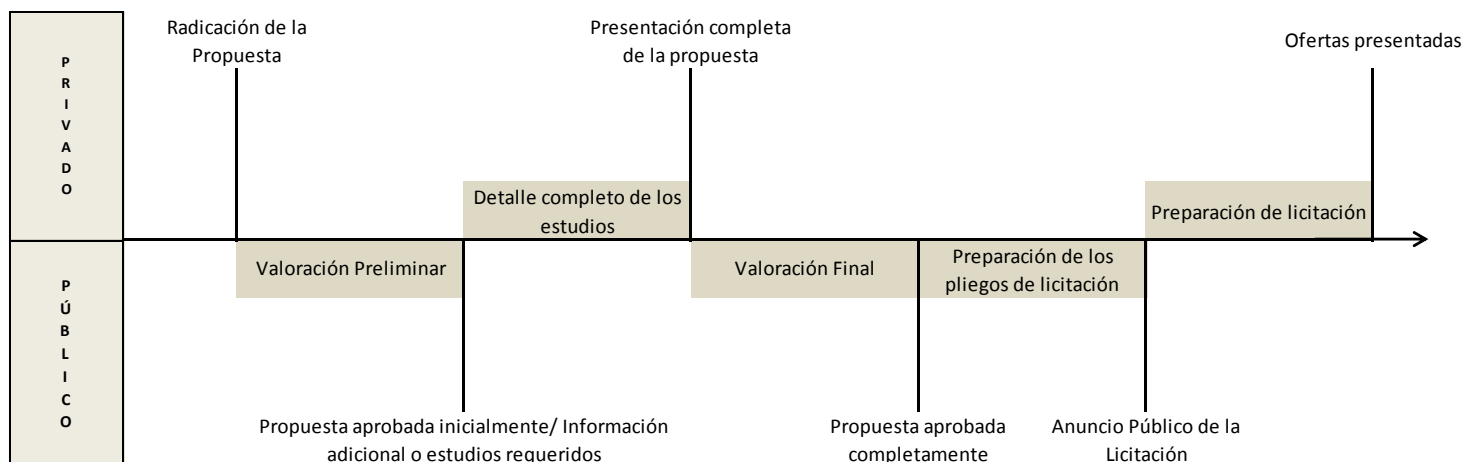 PRIVADO
Radicación de la
Propuesta
Presentación completa
de la propuesta
Ofertas presentadas
Detalle completo de los
estudios
Preparación de licitación
PÚBLICO
Valoración Preliminar
Valoración Final
Preparación de los
pliegos de licitación
Propuesta aprobada inicialmente/ Información
adicional o estudios requeridos
Propuesta aprobada
completamente
Anuncio Público de la
Licitación